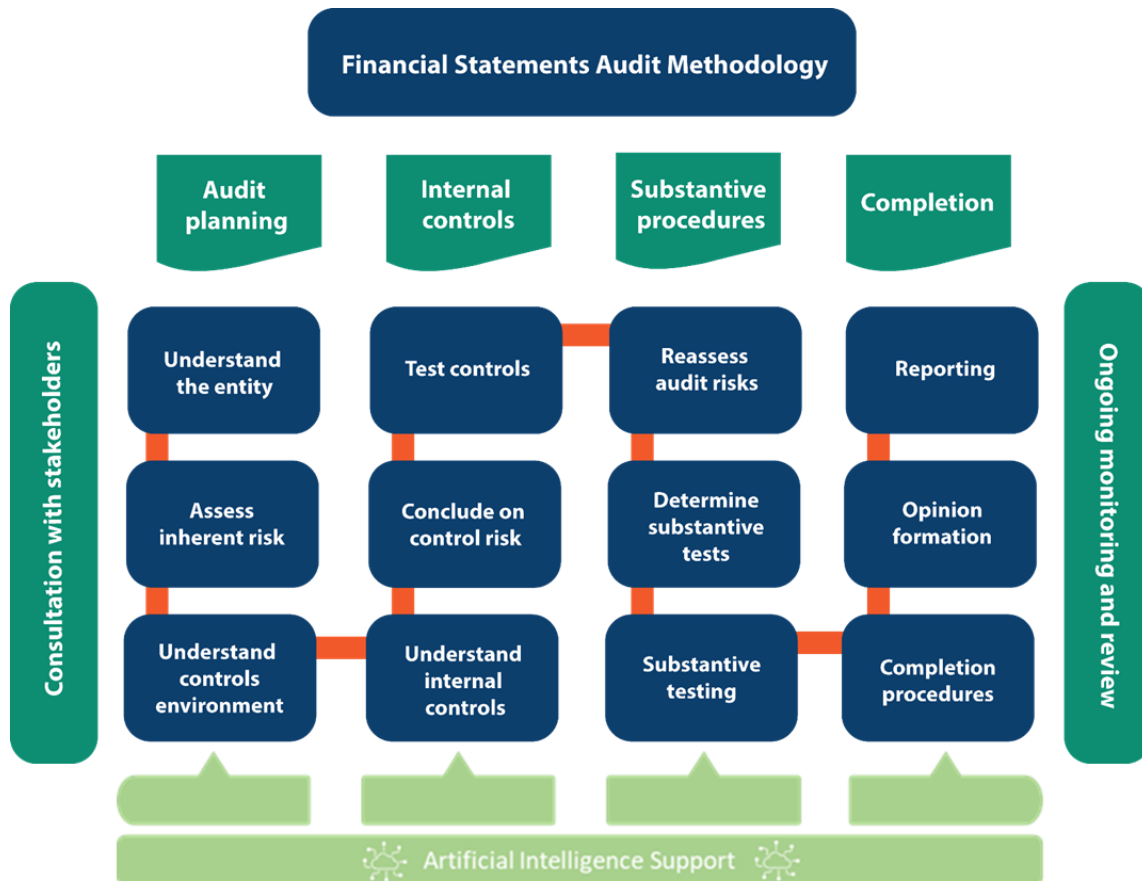 Financial Statements Audit Methodology
Audit
planning
Internal
controls
Substantive
procedures
Completion
Consultation with stakeholders
Understand
the entity
Test controls
Reassess
audit risks
Reporting
Assess
inherent risk
Conclude on
control risk
Determine
substantive
tests
Opinion
formation
Understand
controls
environment
Understand
internal
controls
Substantive
testing
Completion
procedures
Ongoing monitoring and review
Artificial Intelligence Support